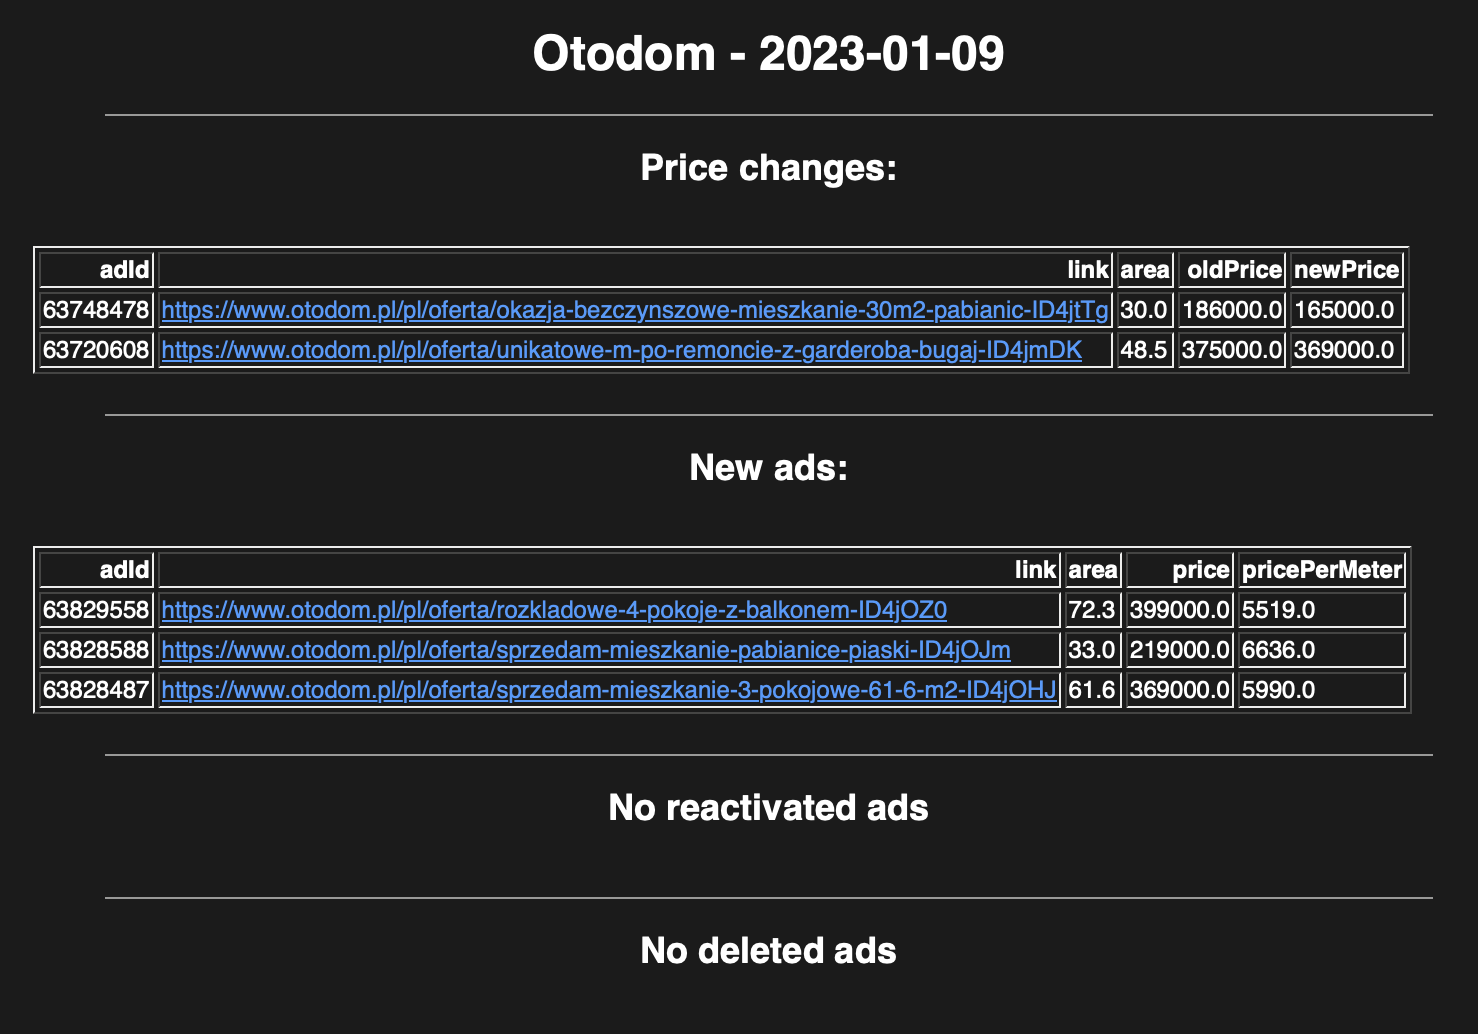 Otodom - 2023-01-09
Price changes:
adId link area oldPrice newPrice
63748478 https://www.otodom.pl/pl/oferta/okazja-bezczynszowe-mieszkanie-30m2-pabianic-ID4jtTg 30.0 186000.0 165000.0
63720608 https://www.otodom.pl/pl/oferta/unikatowe-m-po-remoncie-z-garderoba-bugaj-ID4jmDK 48.5 375000.0 369000.0
New ads:
adId link area price pricePerMeter
63829558 https://www.otodom.pl/pl/oferta/rozkladowe-4-pokoje-z-balkonem-ID4jOZ0 72.3 399000.0 5519.0
63828588 https://www.otodom.pl/pl/oferta/sprzedam-mieszkanie-pabianice-piaski-ID4jOJm 33.0 219000.0 6636.0
63828487 https://www.otodom.pl/pl/oferta/sprzedam-mieszkanie-3-pokojowe-61-6-m2-ID4jOHJ 61.6 369000.0 5990.0
No reactivated ads
No deleted ads